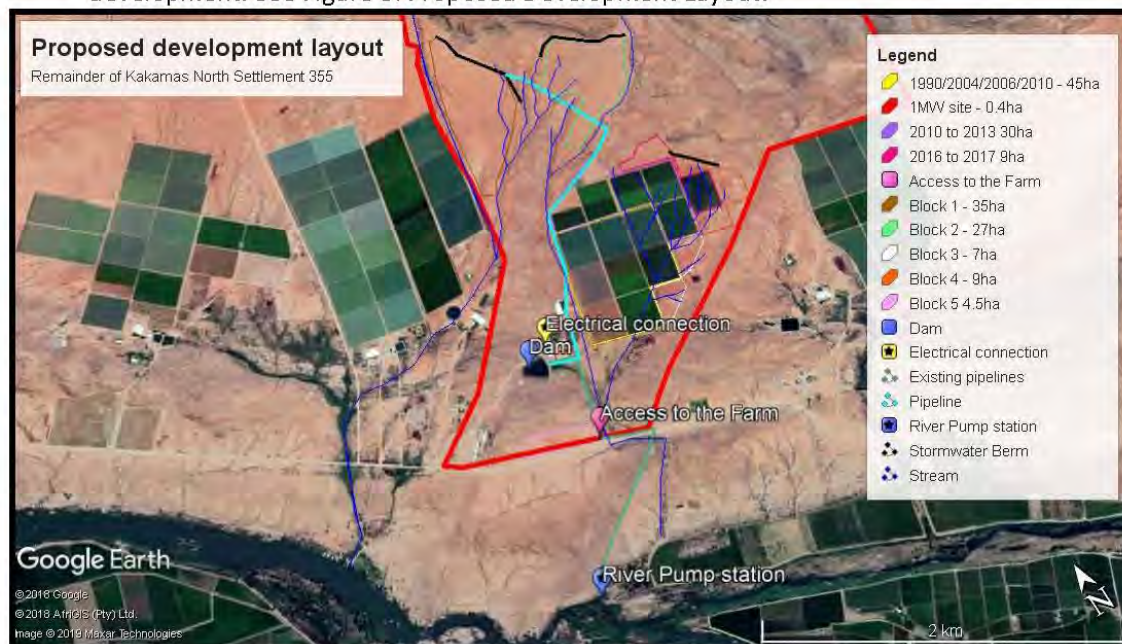 Proposed development layout
Remainder of Kakamas North Settlement 355
Legend
1990/2004/2006/2010 - 45ha
1MW site - 0.4ha
2010 to 2013 30ha
2016 to 2017 9ha
Access to the Farm
Block 1 - 35ha
Block 2 - 27ha
Block 3 - 7ha
Block 4 - 9ha
Block 5 4.5ha
Dam
Electrical connection
Existing pipelines
Pipeline
River Pump station
Stormwater Berm
Stream
Electrical connection
Dam
Access to the Farm
River Pump station
Google Earth
© 2018 Google
© 2018 AfriGIS (Pty) Ltd.
Image © 2019 Maxar Technologies
N
2 km